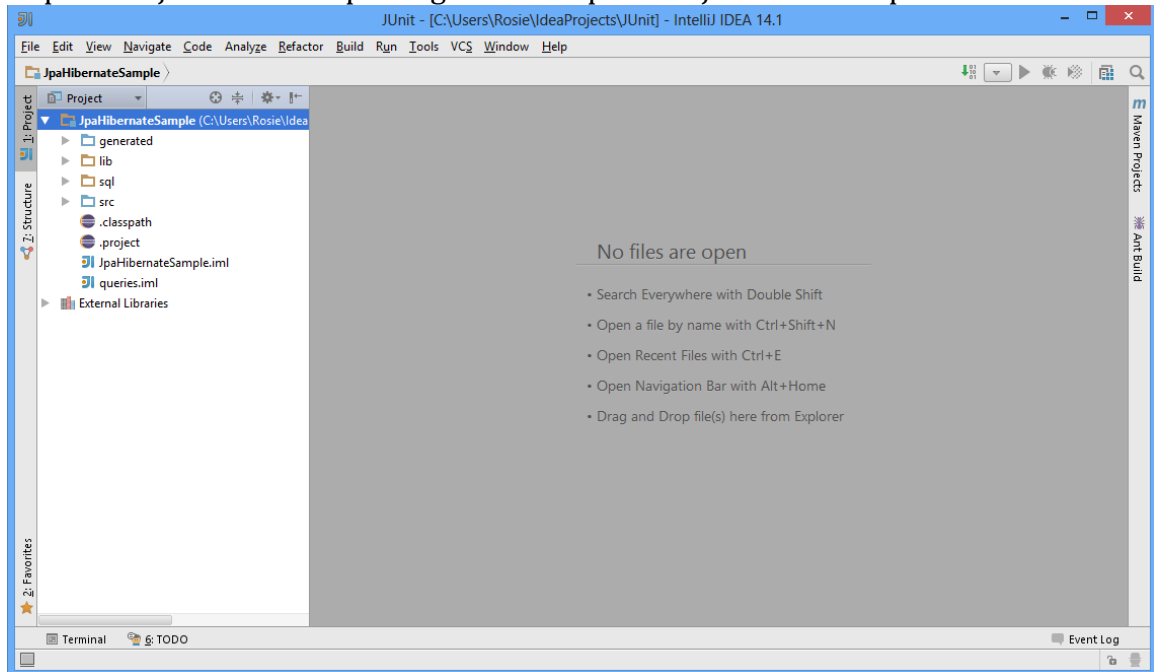 JUnit - [C:\Users\Rosie\IdeaProjects\JUnit] - IntelliJ IDEA 14.1
File Edit View Navigate Code Analyze Refactor Build Run Tools VCS Window Help
JpaHibernateSample
Project
JpaHibernateSample (C:\Users\Rosie\Idea
generated
lib
sql
src
.classpath
.project
JpaHibernateSample.iml
queries.iml
External Libraries
1: Project
7: Structure
2: Favorites
No files are open
• Search Everywhere with Double Shift
• Open a file by name with Ctrl+Shift+N
• Open Recent Files with Ctrl+E
• Open Navigation Bar with Alt+Home
• Drag and Drop file(s) here from Explorer
m Maven Projects
Ant Build
Terminal 6: TODO Event Log